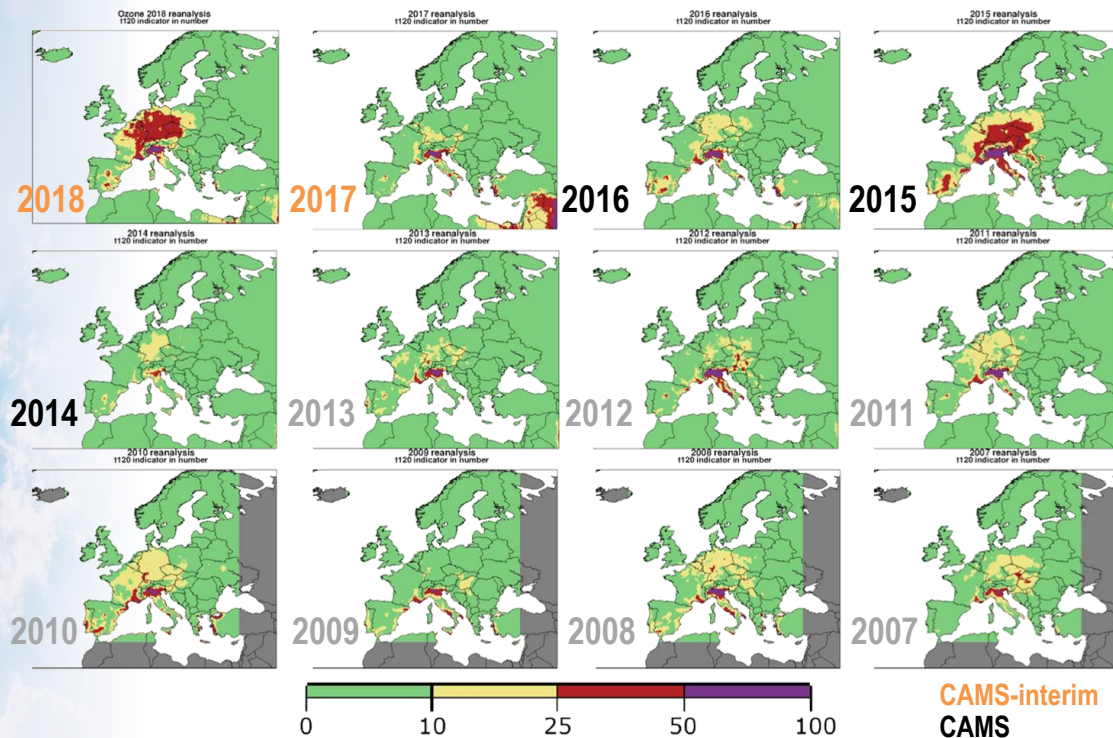 Ozone 2018 reanalysis
t120 indicator in number
2018
2017 reanalysis
t120 indicator in number
2017
2016 reanalysis
t120 indicator in number
2016
2015 reanalysis
t120 indicator in number
2015
2014 reanalysis
t120 indicator in number
2014
2013 reanalysis
t120 indicator in number
2013
2012 reanalysis
t120 indicator in number
2012
2011 reanalysis
t120 indicator in number
2011
2010 reanalysis
t120 indicator in number
2010
2009 reanalysis
t120 indicator in number
2009
2008 reanalysis
t120 indicator in number
2008
2007 reanalysis
t120 indicator in number
2007
0 10 25 50 100
CAMS-interim
CAMS